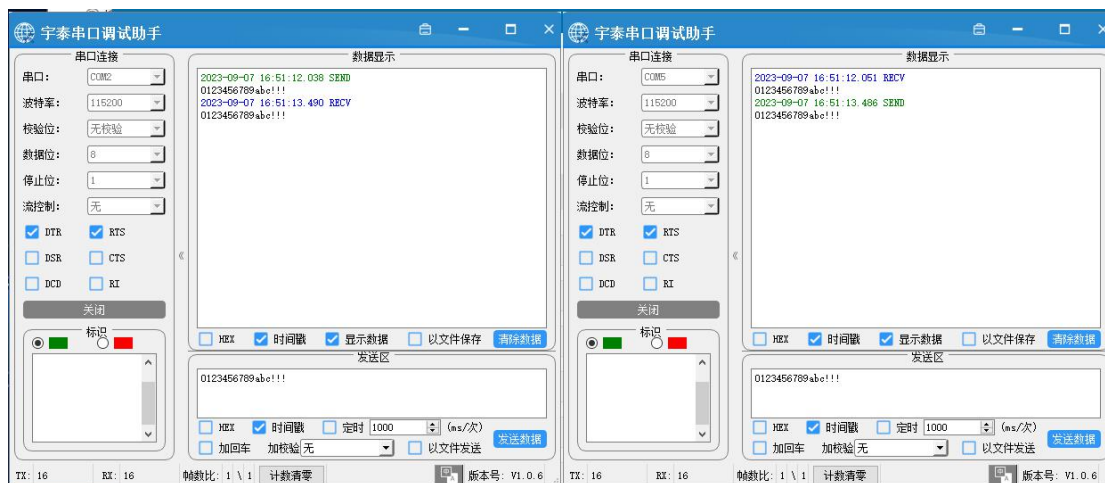 宇泰串口调试助手
串口连接
串口: COM2
波特率: 115200
校验位: 无校验
数据位: 8
停止位: 1
流控制: 无
DTR RTS
DSR CTS
DCD RI
关闭
标识
数据显示
2023-09-07 16:51:12.038 SEND
0123456789abc!!!
2023-09-07 16:51:13.490 RECV
0123456789abc!!!
HEX 时间戳 显示数据 以文件保存 清除数据
发送区
0123456789abc!!!
HEX 时间戳 定时 1000 (ms/次)
加回车 加校验 无 以文件发送 发送数据
TX: 16 RX: 16 帧数比: 1 \ 1 计数清零 版本号: V1.0.6
宇泰串口调试助手
串口连接
串口: COM5
波特率: 115200
校验位: 无校验
数据位: 8
停止位: 1
流控制: 无
DTR RTS
DSR CTS
DCD RI
关闭
标识
数据显示
2023-09-07 16:51:12.051 RECV
0123456789abc!!!
2023-09-07 16:51:13.486 SEND
0123456789abc!!!
HEX 时间戳 显示数据 以文件保存 清除数据
发送区
0123456789abc!!!
HEX 时间戳 定时 1000 (ms/次)
加回车 加校验 无 以文件发送 发送数据
TX: 16 RX: 16 帧数比: 1 \ 1 计数清零 版本号: V1.0.6